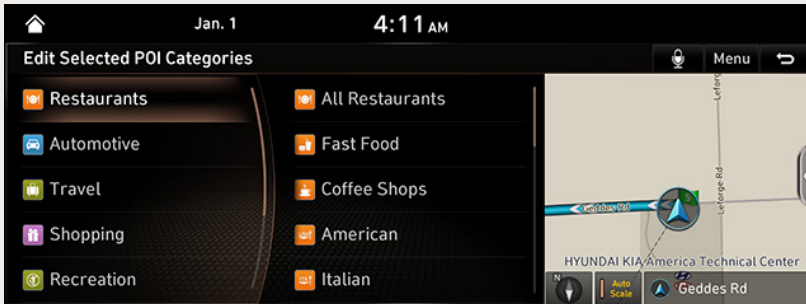 Jan. 1
4:11 AM
Edit Selected POI Categories
Menu
Restaurants
Automotive
Travel
Shopping
Recreation
All Restaurants
Fast Food
Coffee Shops
American
Italian
Leforge Rd
Geddes Rd
S
HYUNDAI KIA America Technical Center
N
Auto
Scale
Geddes Rd